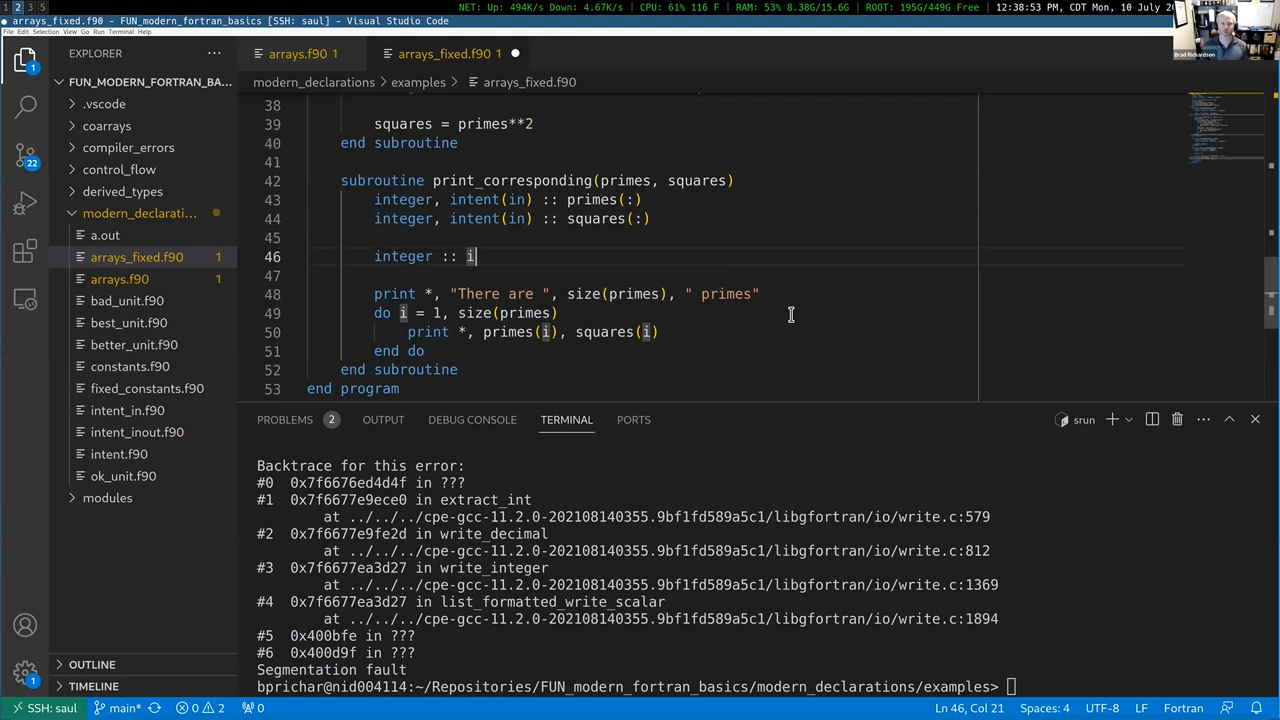 NET: Up: 494K/s Down: 4.67K/s | CPU: 61% 116 F | RAM: 53% 8.38G/15.6G | ROOT: 195G/449G Free | 12:38:53 PM, CDT Mon, 10 July
1 2 3 5
arrays_fixed.f90 - FUN_modern_fortran_basics [SSH: saul] - Visual Studio Code
Brad Richardson
File Edit Selection View Go Run Terminal Help
EXPLORER
arrays.f90 1
arrays_fixed.f90 1
FUN_MODERN_FORTRAN_BA...
modern_declarations > examples > arrays_fixed.f90
.vscode
coarrays
compiler_errors
control_flow
derived_types
modern_declarati...
a.out
arrays_fixed.f90 1
arrays.f90 1
bad_unit.f90
best_unit.f90
better_unit.f90
constants.f90
fixed_constants.f90
intent_in.f90
intent_inout.f90
intent.f90
ok_unit.f90
modules
OUTLINE
TIMELINE
1
22
1
38
39 squares = primes**2
40 end subroutine
41
42 subroutine print_corresponding(primes, squares)
43 integer, intent(in) :: primes(:)
44 integer, intent(in) :: squares(:)
45
46 integer :: i
47
48 print *, "There are ", size(primes), " primes"
49 do i = 1, size(primes)
50 print *, primes(i), squares(i)
51 end do
52 end subroutine
53 end program
PROBLEMS 2 OUTPUT DEBUG CONSOLE TERMINAL PORTS
srun
Backtrace for this error:
#0 0x7f6676ed4d4f in ???
#1 0x7f6677e9ece0 in extract_int
at ../../../cpe-gcc-11.2.0-202108140355.9bf1fd589a5c1/libgfortran/io/write.c:579
#2 0x7f6677e9fe2d in write_decimal
at ../../../cpe-gcc-11.2.0-202108140355.9bf1fd589a5c1/libgfortran/io/write.c:812
#3 0x7f6677ea3d27 in write_integer
at ../../../cpe-gcc-11.2.0-202108140355.9bf1fd589a5c1/libgfortran/io/write.c:1369
#4 0x7f6677ea3d27 in list_formatted_write_scalar
at ../../../cpe-gcc-11.2.0-202108140355.9bf1fd589a5c1/libgfortran/io/write.c:1894
#5 0x400bfe in ???
#6 0x400d9f in ???
Segmentation fault
bprichar@nid004114:~/Repositories/FUN_modern_fortran_basics/modern_declarations/examples>
SSH: saul main* 0 2 0 Ln 46, Col 21 Spaces: 4 UTF-8 LF Fortran